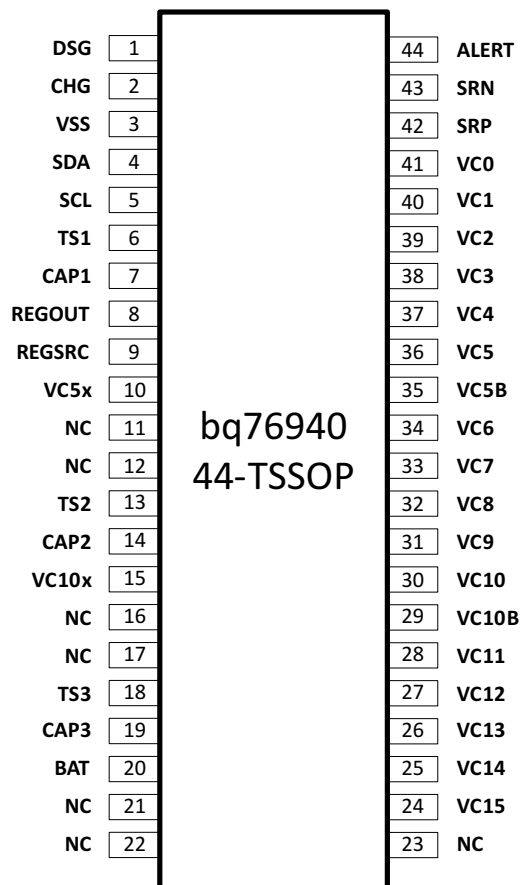 DSG 1 44 ALERT
CHG 2 43 SRN
VSS 3 42 SRP
SDA 4 41 VC0
SCL 5 40 VC1
TS1 6 39 VC2
CAP1 7 38 VC3
REGOUT 8 37 VC4
REGSRC 9 36 VC5
VC5x 10 35 VC5B
NC 11 34 VC6
bq76940
NC 12 33 VC7
44-TSSOP
TS2 13 32 VC8
CAP2 14 31 VC9
VC10x 15 30 VC10
NC 16 29 VC10B
NC 17 28 VC11
TS3 18 27 VC12
CAP3 19 26 VC13
BAT 20 25 VC14
NC 21 24 VC15
NC 22 23 NC